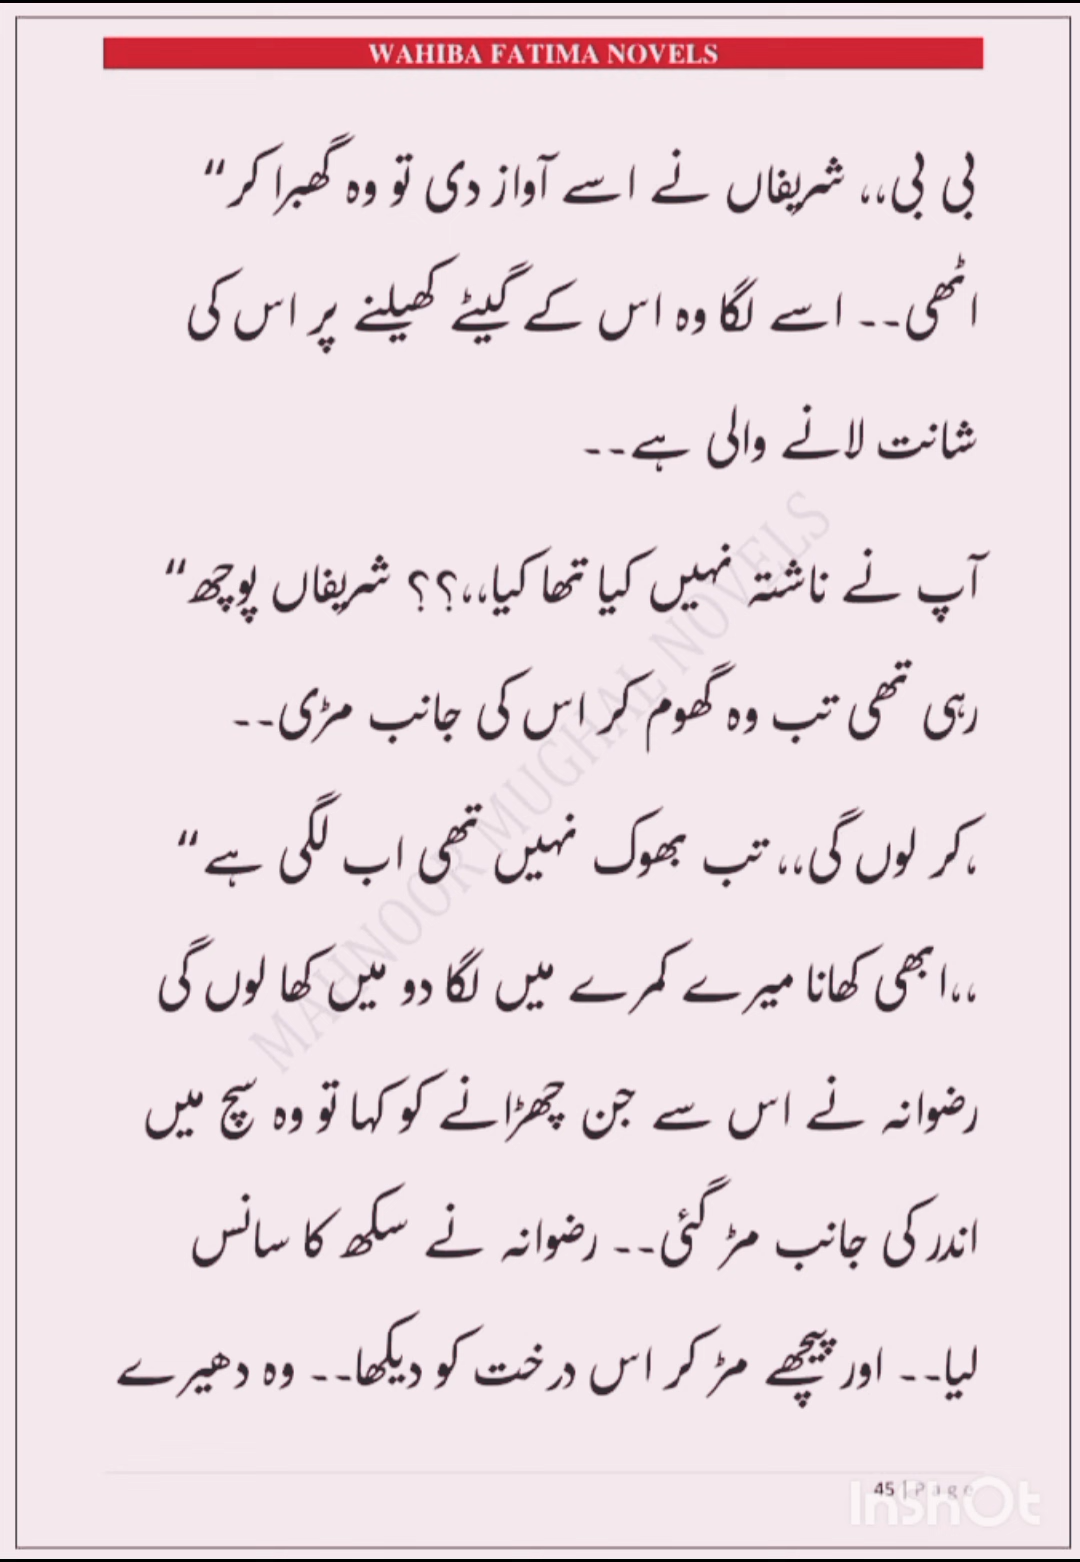 WAHIBA FATIMA NOVELS
بی بی،، شریفاں نے اسے آواز دی تو وہ گھبرا کر“
اٹھی۔۔ اسے لگا وہ اس کے گیٹے کھیلنے پر اس کی
شانت لانے والی ہے۔۔
آپ نے ناشتہ نہیں کیا تھا کیا،،؟؟ شریفاں پوچھ“
رہی تھی تب وہ گھوم کر اس کی جانب مڑی۔۔
،کر لوں گی،، تب بھوک نہیں تھی اب لگی ہے“
،،ابھی کھانا میرے کمرے میں لگا دو میں کھا لوں گی
رضوانہ نے اس سے جن چھڑانے کو کہا تو وہ سچ میں
اندر کی جانب مڑ گئی۔۔ رضوانہ نے سکھ کا سانس
لیا۔۔ اور پیچھے مڑ کر اس درخت کو دیکھا۔۔ وہ دھیرے
MAHNOOR MUGHAL NOVELS
45 | Page
InShOt